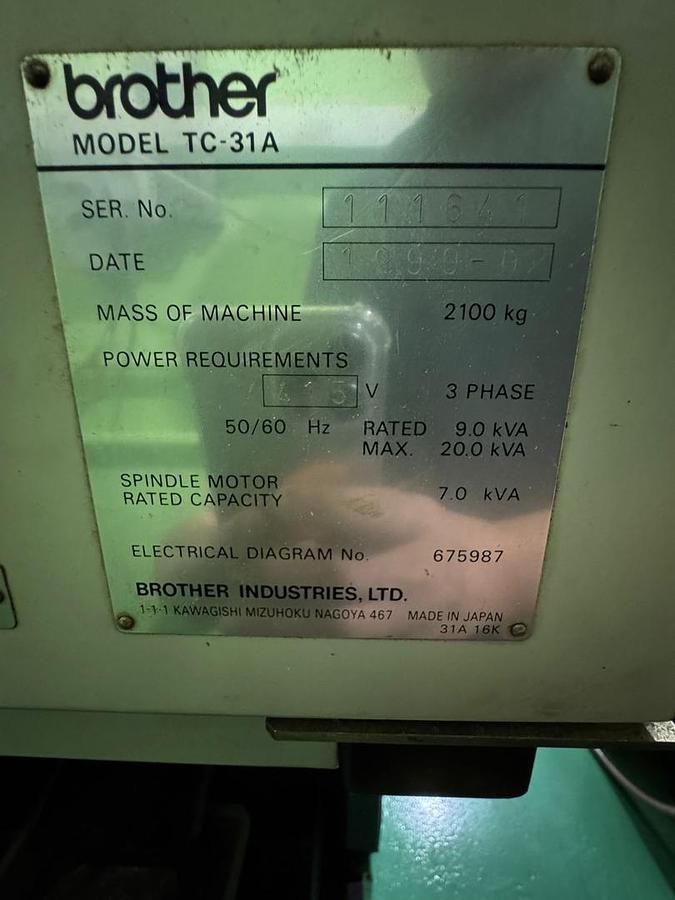 brother
MODEL TC-31A
SER. No. 111641
DATE
MASS OF MACHINE 2100 kg
POWER REQUIREMENTS
415 V 3 PHASE
50/60 Hz RATED 9.0 kVA
MAX. 20.0 kVA
SPINDLE MOTOR
RATED CAPACITY 7.0 kVA
ELECTRICAL DIAGRAM No. 675987
BROTHER INDUSTRIES, LTD.
1-1-1 KAWAGISHI MIZUHOKU NAGOYA 467 MADE IN JAPAN
31A 16K